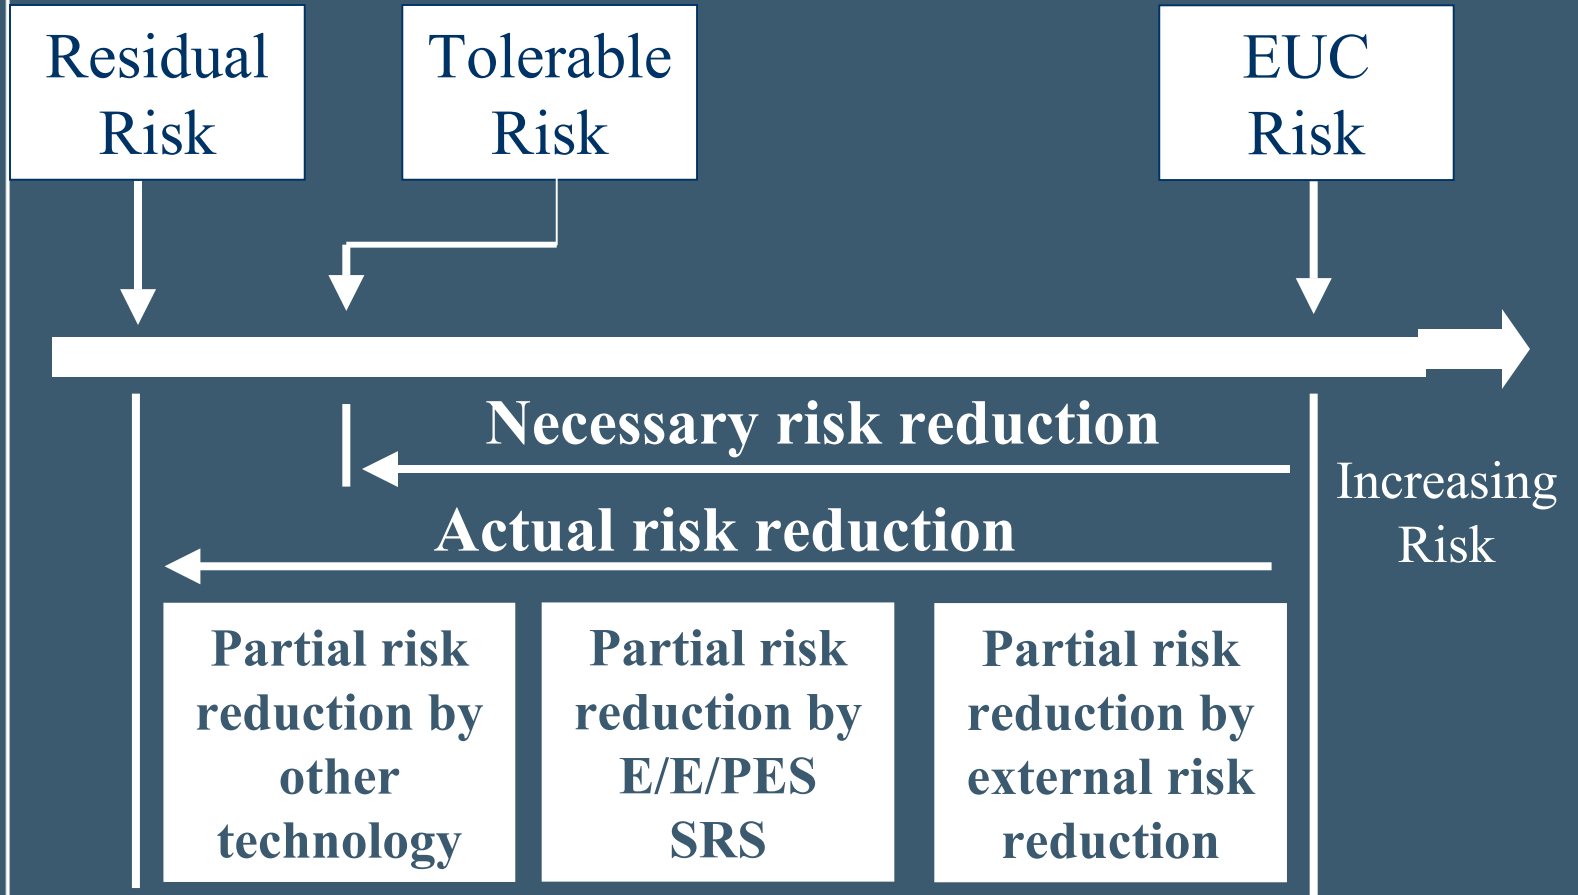 Residual
Risk
Tolerable
Risk
EUC
Risk
Necessary risk reduction
Increasing
Risk
Actual risk reduction
Partial risk
reduction by
other
technology
Partial risk
reduction by
E/E/PES
SRS
Partial risk
reduction by
external risk
reduction